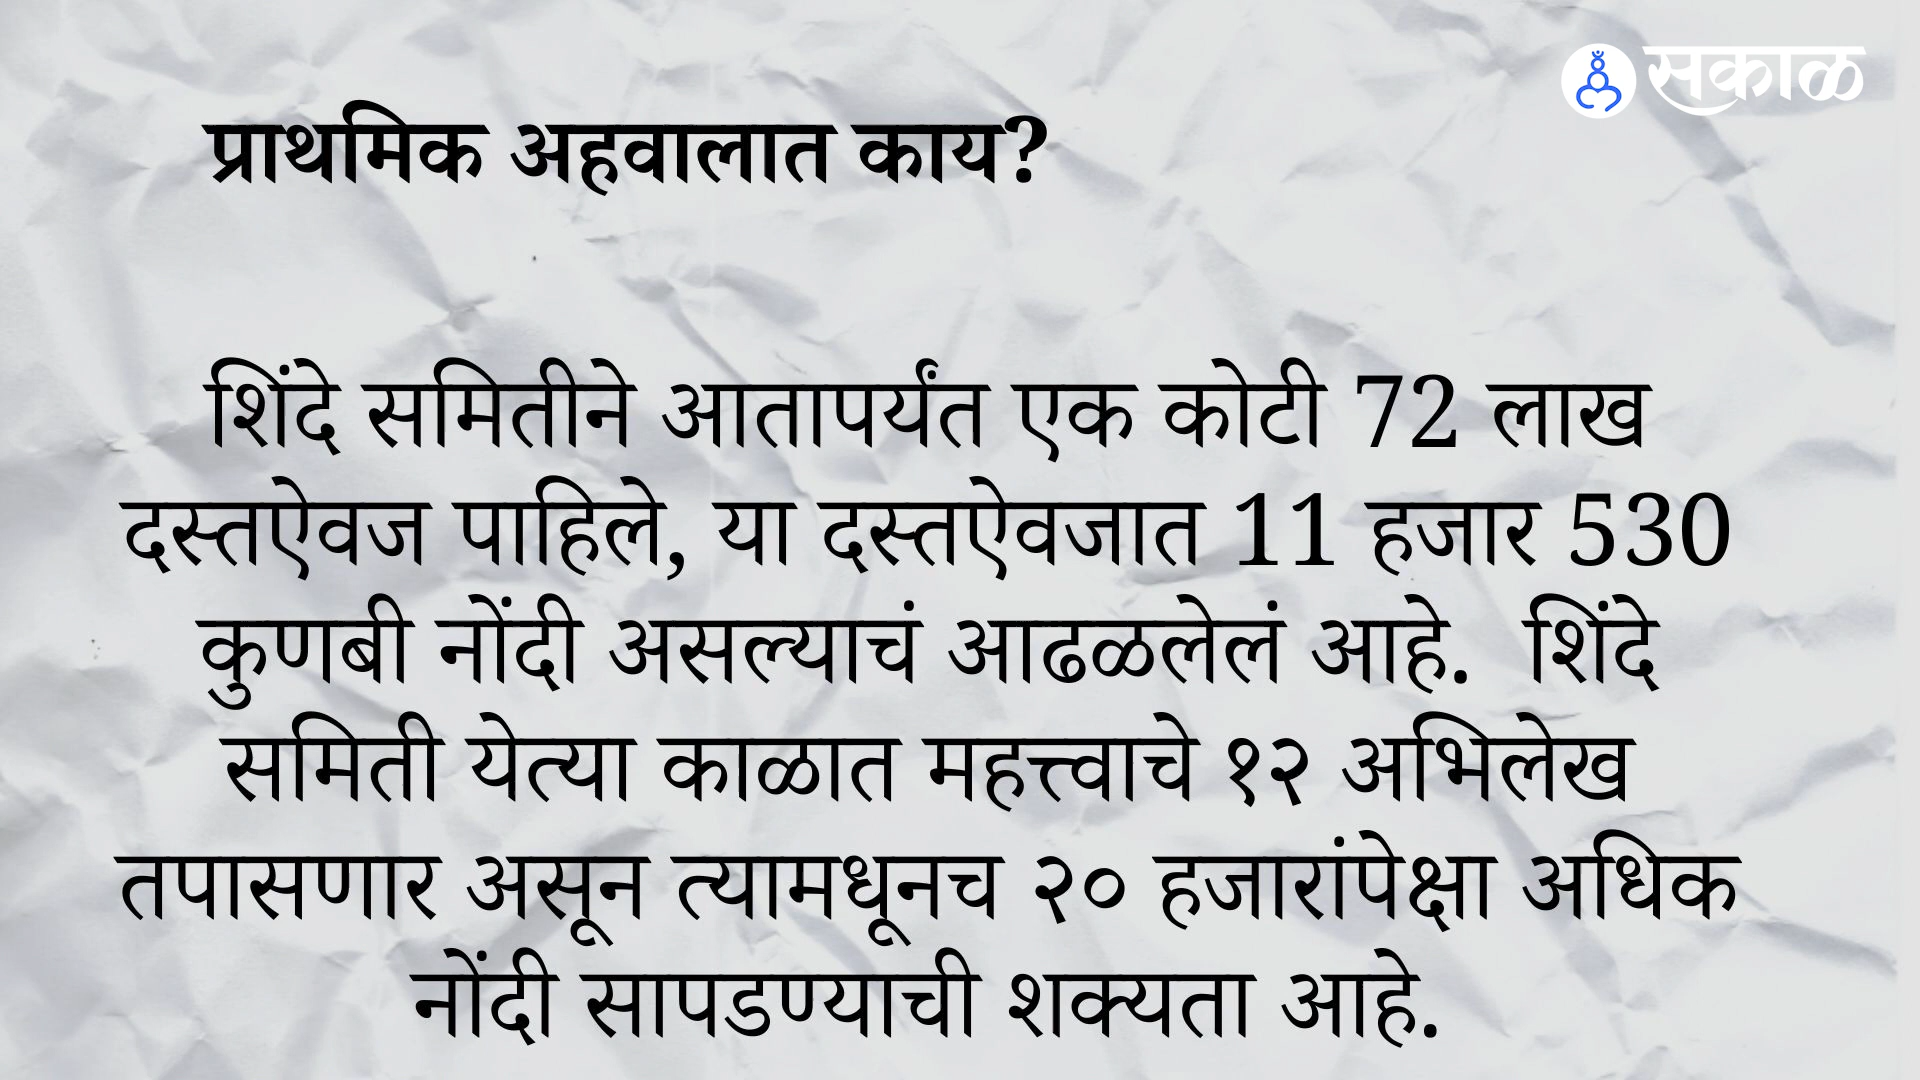 सकाळ
प्राथमिक अहवालात काय?
शिंदे समितीने आतापर्यंत एक कोटी 72 लाख
दस्तऐवज पाहिले, या दस्तऐवजात 11 हजार 530
कुणबी नोंदी असल्याचं आढळलेलं आहे. शिंदे
समिती येत्या काळात महत्त्वाचे १२ अभिलेख
तपासणार असून त्यामधूनच २० हजारांपेक्षा अधिक
नोंदी सापडण्याची शक्यता आहे.